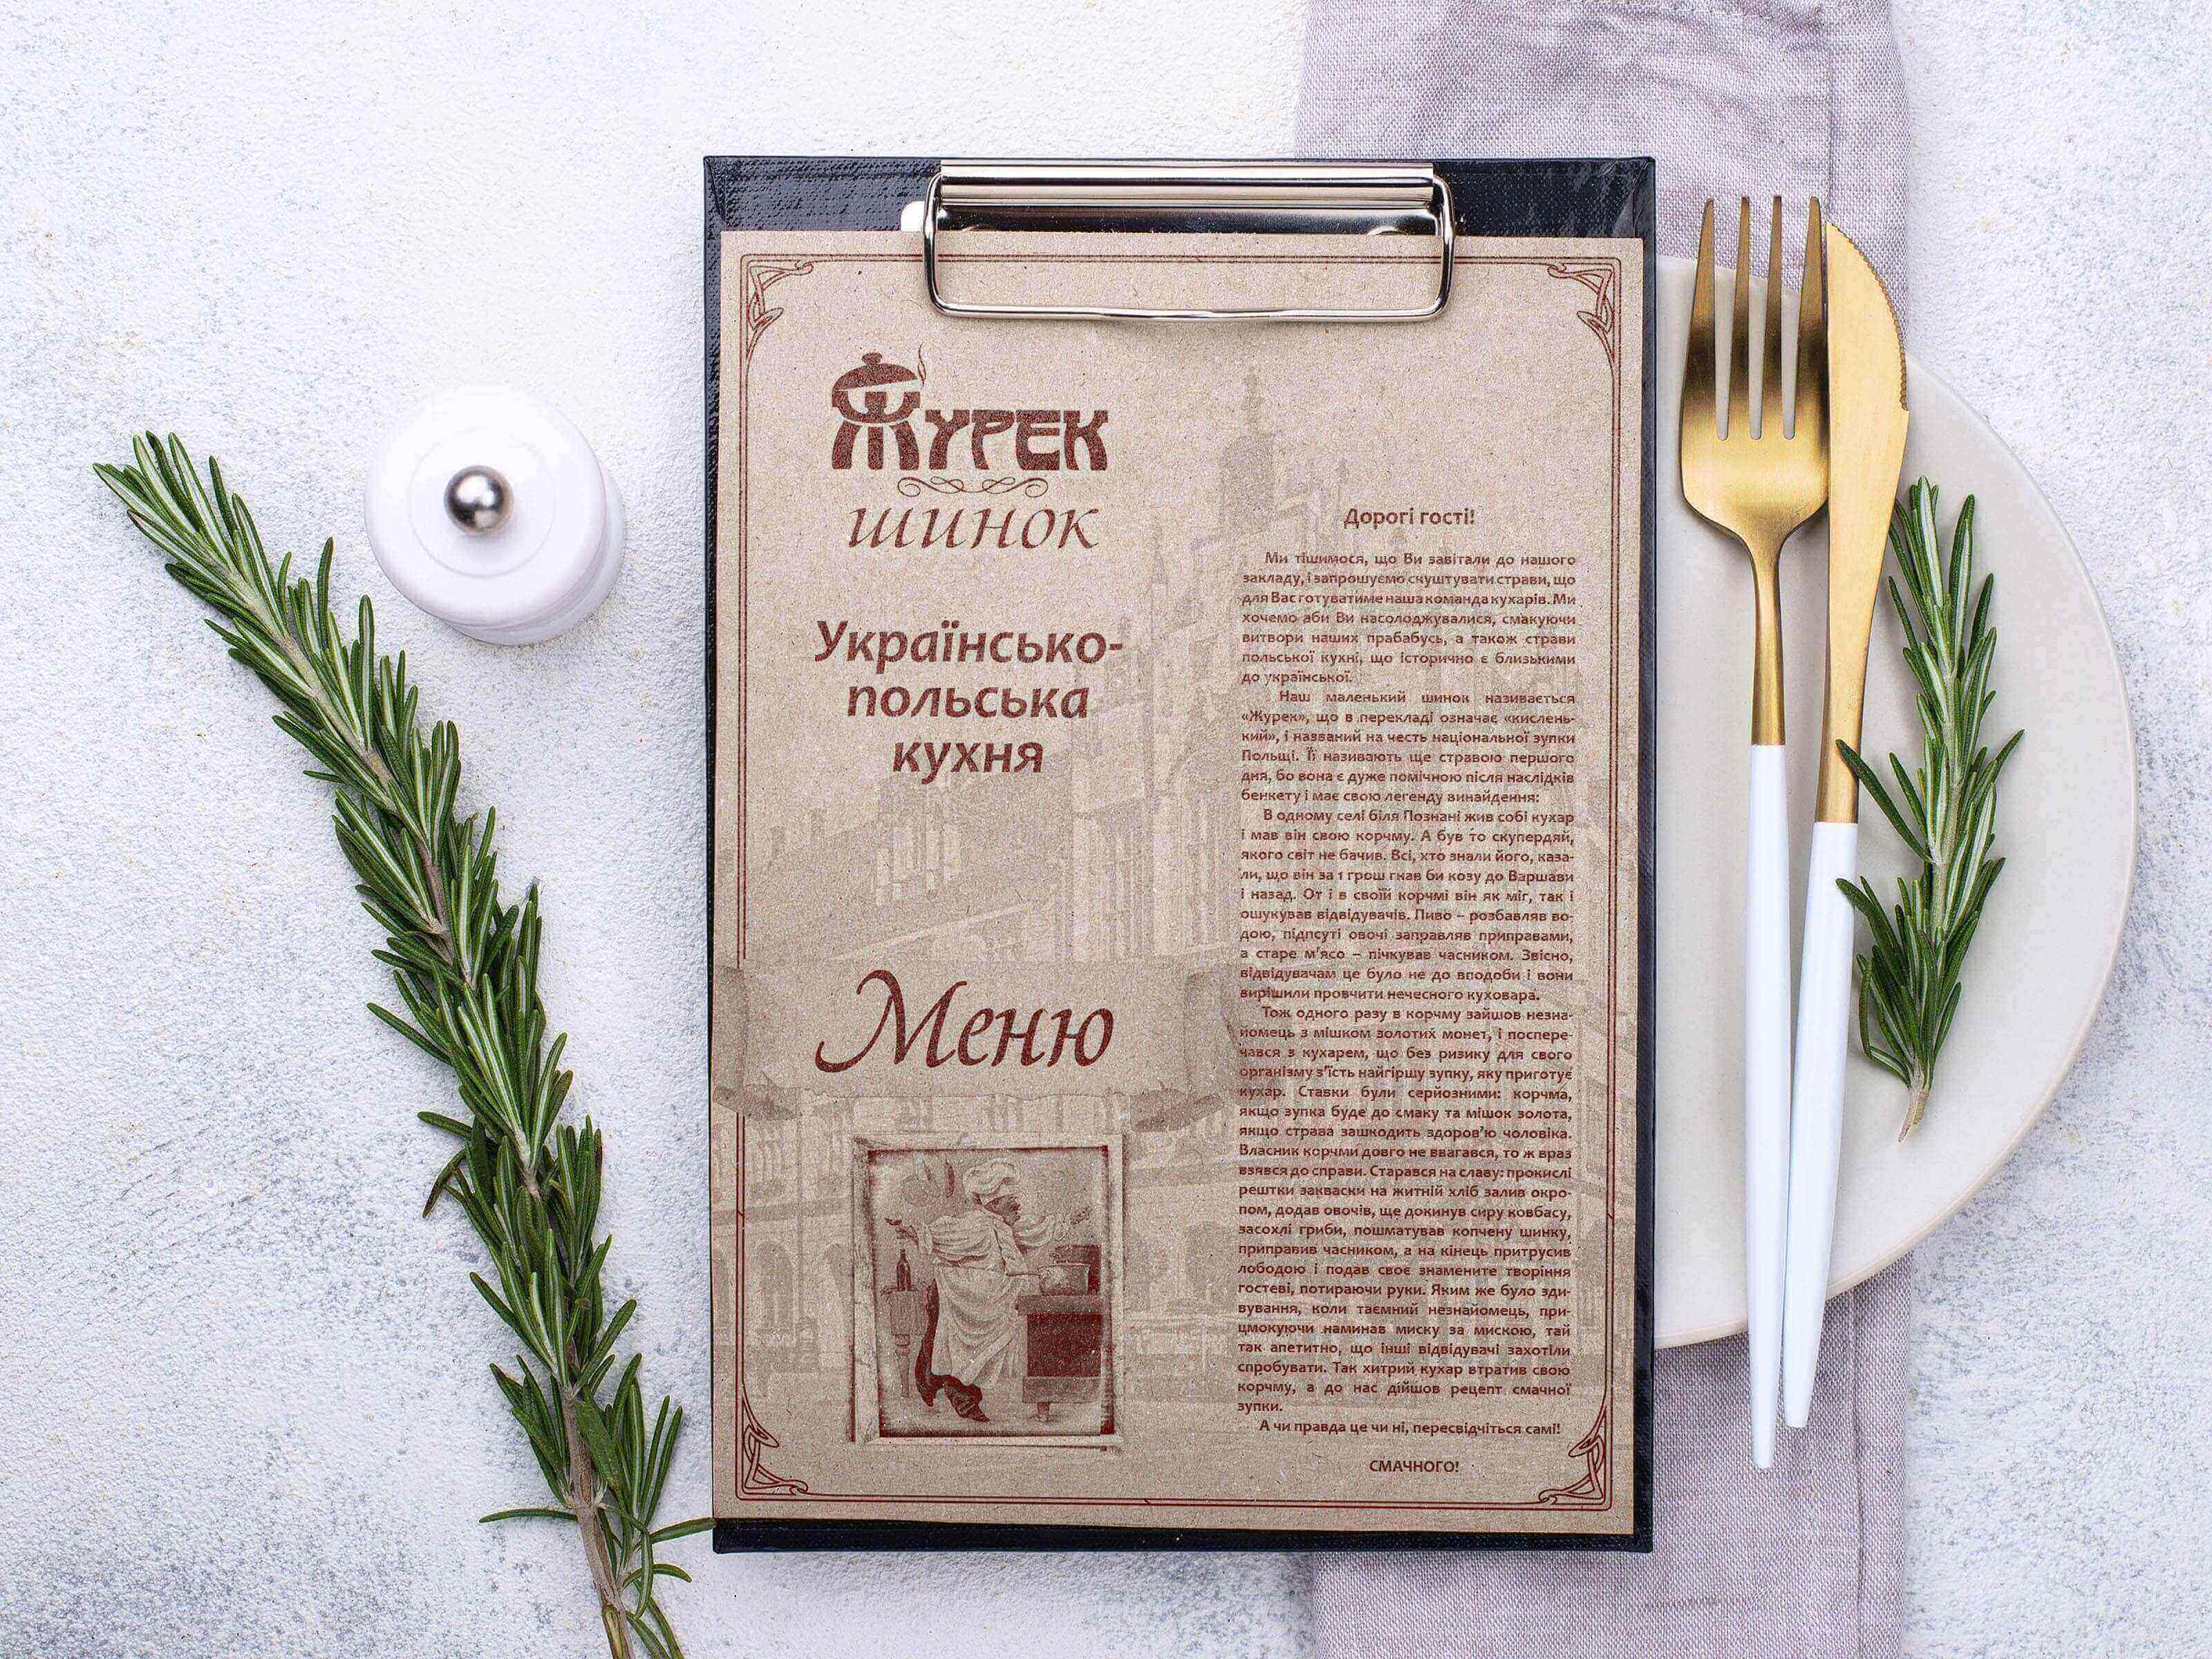 Журек
шинок
Українсько-
польська
кухня
Меню
Дорогі гості!
Ми тішимося, що Ви завітали до нашого
закладу, і запрошуємо скуштувати страви, що
для Вас готуватиме наша команда кухарів. Ми
хочемо аби Ви насолоджувалися, смакуючи
витвори наших прабабусь, а також страви
польської кухні, що історично є близькими
до української.
Наш маленький шинок називається
«Журек», що в перекладі означає «кислень-
кий», і названий на честь національної зупки
Польщі. Її називають ще стравою першого
дня, бо вона є дуже помічною після наслідків
бенкету і має свою легенду винайдення:
В одному селі біля Познані жив собі кухар
і мав він свою корчму. А був то скупердяй,
якого світ не бачив. Всі, хто знали його, каза-
ли, що він за 1 грош гнав би козу до Варшави
і назад. От і в своїй корчмі він як міг, так і
ошукував відвідувачів. Пиво – розбавляв во-
дою, підпсуті овочі заправляв приправами,
а старе м'ясо – пічкував часником. Звісно,
відвідувачам це було не до вподоби і вони
вирішили провчити нечесного куховара.
Тож одного разу в корчму зайшов незна-
йомець з мішком золотих монет, і поспере-
чався з кухарем, що без ризику для свого
організму з'їсть найгіршу зупку, яку приготує
кухар. Ставки були серйозними: корчма,
якщо зупка буде до смаку та мішок золота,
якщо страва зашкодить здоров'ю чоловіка.
Власник корчми довго не вагався, то ж враз
взявся до справи. Старався на славу: прокислі
рештки закваски на житній хліб залив окро-
пом, додав овочів, ще докинув сиру ковбасу,
засохлі гриби, пошматував копчену шинку,
приправив часником, а на кінець притрусив
лободою і подав своє знамените творіння
гостеві, потираючи руки. Яким же було зди-
вування, коли таємний незнайомець, при-
цмокуючи наминав миску за мискою, тай
так апетитно, що інші відвідувачі захотіли
спробувати. Так хитрий кухар втратив свою
корчму, а до нас дійшов рецепт смачної
зупки.
А чи правда це чи ні, пересвідчіться самі!
СМАЧНОГО!